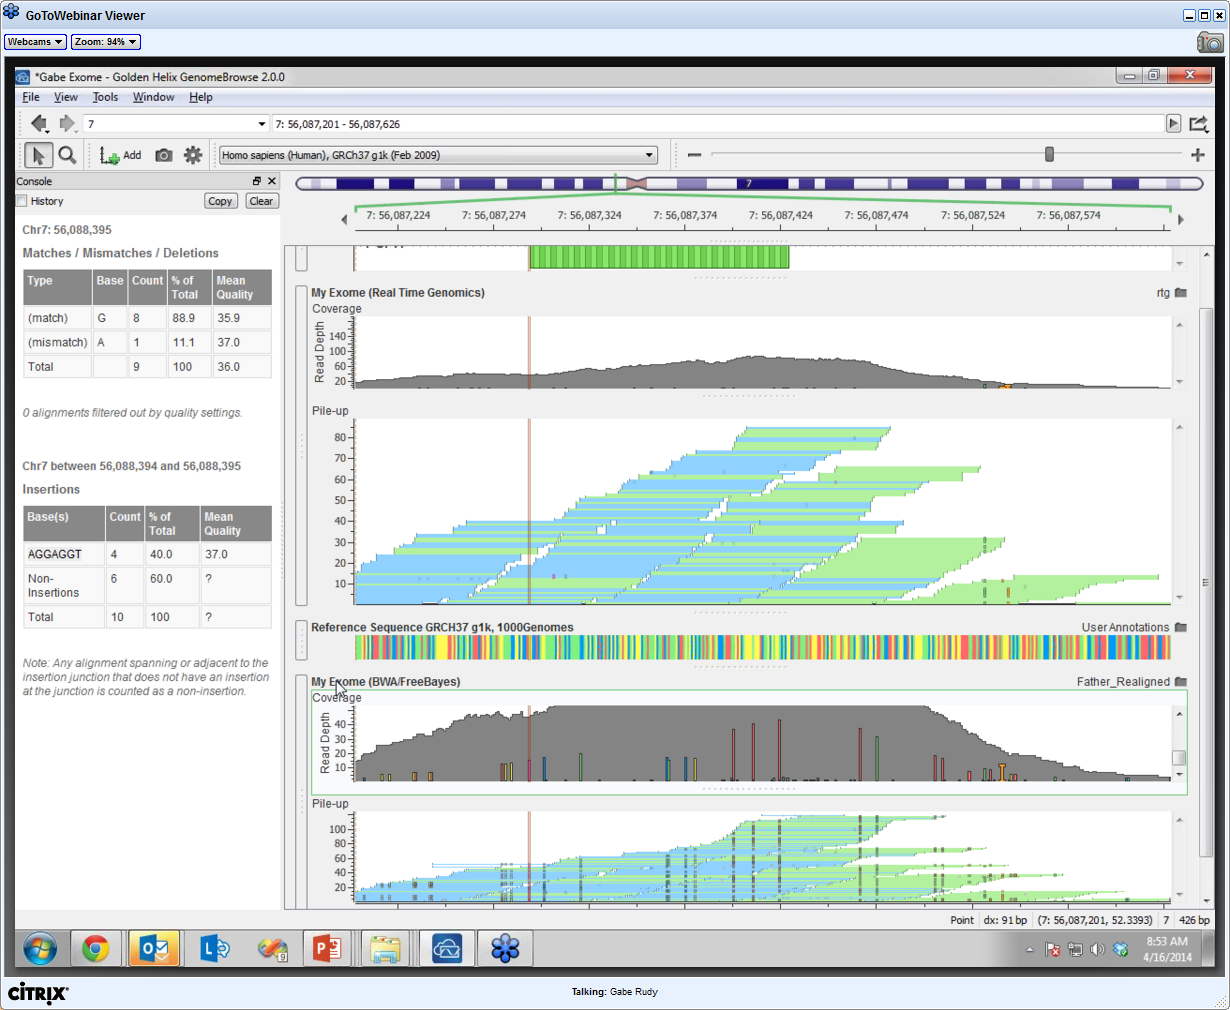 GoToWebinar Viewer
Webcams Zoom: 94%
*Gabe Exome - Golden Helix GenomeBrowse 2.0.0
File View Tools Window Help
7 7: 56,087,201 - 56,087,626
Add Homo sapiens (Human), GRCh37 g1k (Feb 2009)
Console
History Copy Clear
7
7: 56,087,224 7: 56,087,274 7: 56,087,324 7: 56,087,374 7: 56,087,424 7: 56,087,474 7: 56,087,524 7: 56,087,574
Chr7: 56,088,395
Matches / Mismatches / Deletions
Type Base Count % of Total Mean Quality
(match) G 8 88.9 35.9
(mismatch) A 1 11.1 37.0
Total 9 100 36.0
0 alignments filtered out by quality settings.
Chr7 between 56,088,394 and 56,088,395
Insertions
Base(s) Count % of Total Mean Quality
AGGAGGT 4 40.0 37.0
Non-Insertions 6 60.0 ?
Total 10 100 ?
Note: Any alignment spanning or adjacent to the
insertion junction that does not have an insertion
at the junction is counted as a non-insertion.
My Exome (Real Time Genomics) rtg
Coverage
Read Depth
140
100
60
20
Pile-up
80
70
60
50
40
30
20
10
Reference Sequence GRCH37 g1k, 1000Genomes User Annotations
My Exome (BWA/FreeBayes) Father_Realigned
Coverage
Read Depth
40
30
20
10
Pile-up
100
80
60
40
20
Point dx: 91 bp (7: 56,087,201, 52.3393) 7 426 bp
9
8:53 AM
4/16/2014
CITRIX
Talking: Gabe Rudy